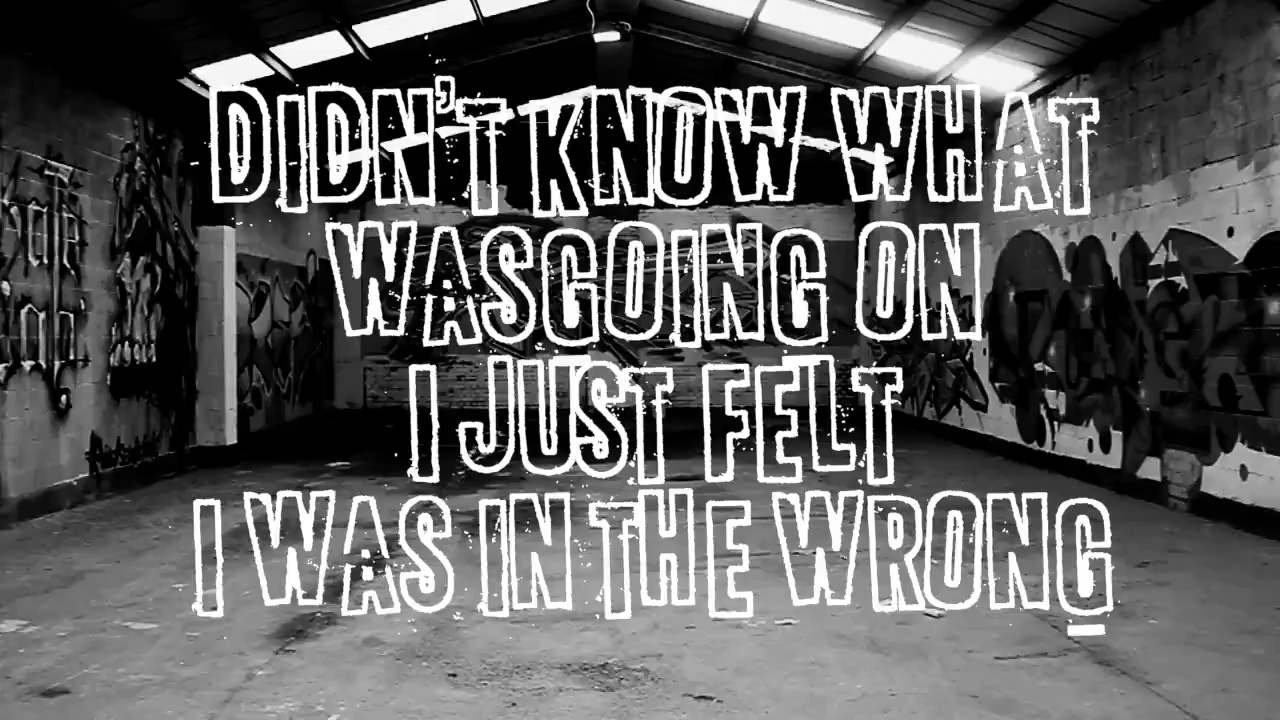 DIDN'T KNOW WHAT
WASGOING ON
I JUST FELT
I WAS IN THE WRONG